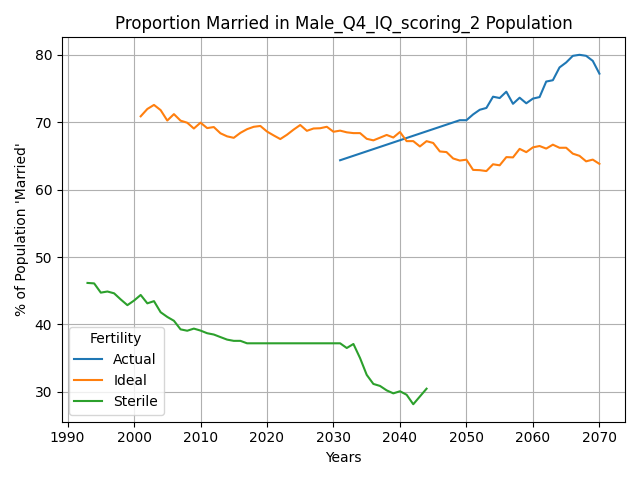 Proportion Married in Male_Q4_IQ_scoring_2 Population
% of Population 'Married'
80
70
60
50
40
30
Fertility
Actual
Ideal
Sterile
1990 2000 2010 2020 2030 2040 2050 2060 2070
Years